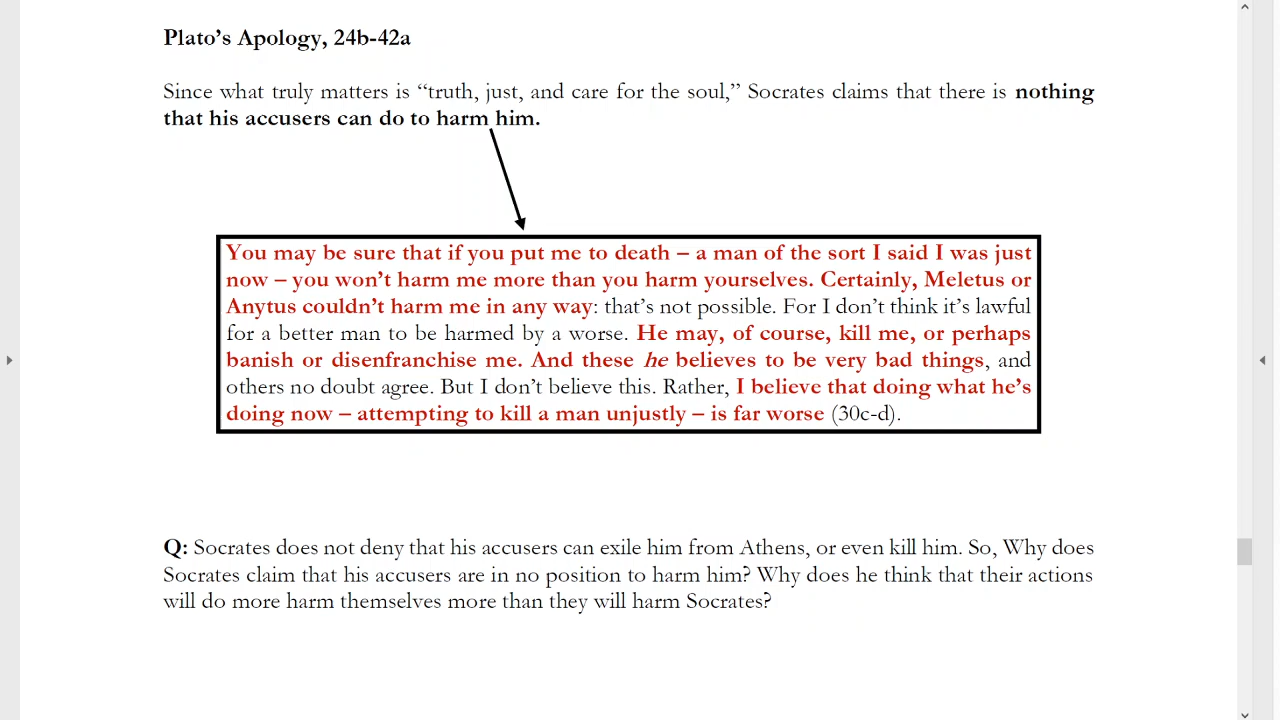 Plato's Apology, 24b-42a
Since what truly matters is “truth, just, and care for the soul,” Socrates claims that there is nothing
that his accusers can do to harm him.
You may be sure that if you put me to death – a man of the sort I said I was just
now – you won't harm me more than you harm yourselves. Certainly, Meletus or
Anytus couldn't harm me in any way: that's not possible. For I don't think it's lawful
for a better man to be harmed by a worse. He may, of course, kill me, or perhaps
banish or disenfranchise me. And these he believes to be very bad things, and
others no doubt agree. But I don't believe this. Rather, I believe that doing what he's
doing now – attempting to kill a man unjustly – is far worse (30c-d).
Q: Socrates does not deny that his accusers can exile him from Athens, or even kill him. So, Why does
Socrates claim that his accusers are in no position to harm him? Why does he think that their actions
will do more harm themselves more than they will harm Socrates?